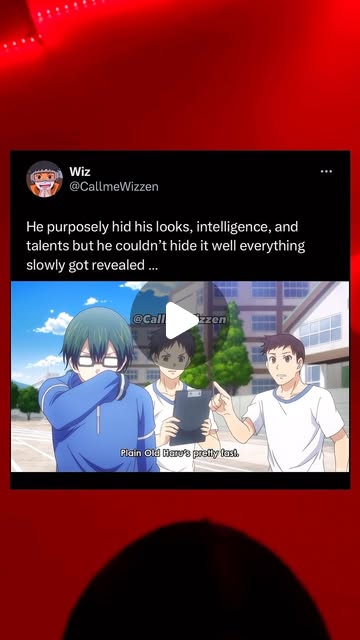 Wiz
@CallmeWizzen
He purposely hid his looks, intelligence, and
talents but he couldn't hide it well everything
slowly got revealed ...
@CallmeWizzen
Plain Old Haru's pretty fast.